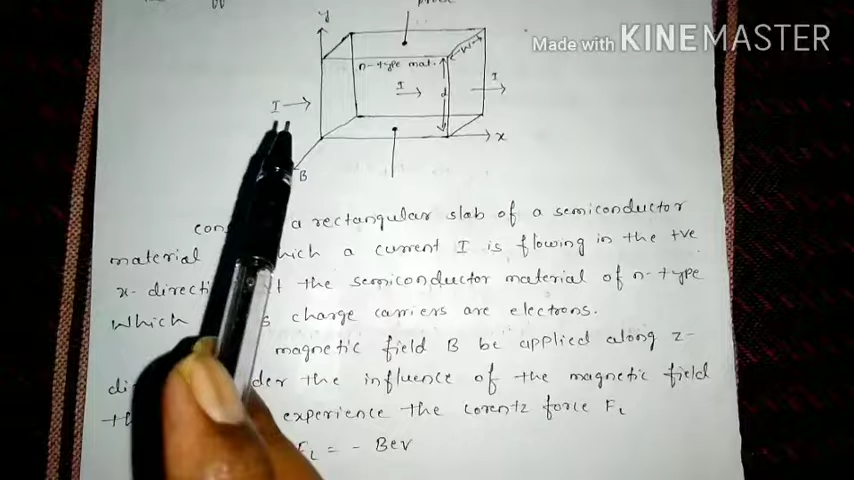 y
Made with KINEMASTER
n-type mat.
w
I
I
I
d
x
B
a rectangular slab of a semiconductor
material a current I is flowing in the +ve
x- the semiconductor material of n-type
which charge carriers are electrons.
magnetic field B be applied along z-
the influence of the magnetic field
experience the Lorentz force FL
FL = - Bev